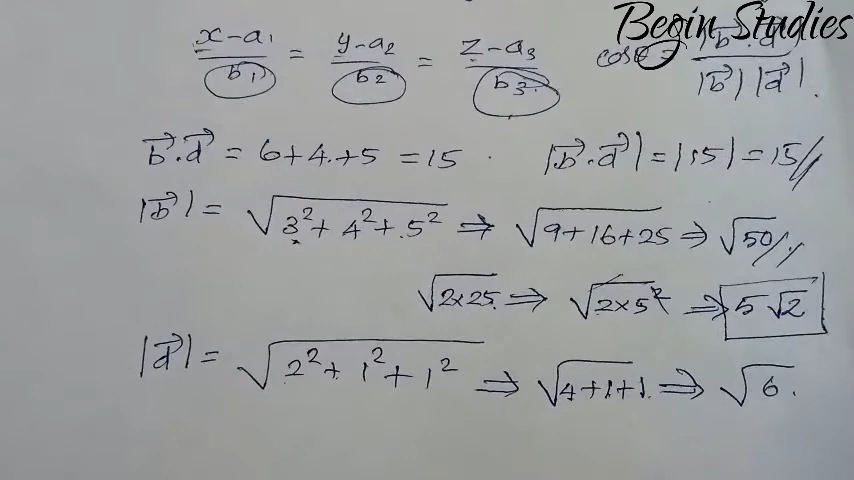 Begin Studies
x-a₁/b₁ = y-a₂/b₂ = z-a₃/b₃ cosθ = |b⃗·d⃗|/|b⃗||d⃗|.
b⃗.d⃗ = 6+4.+5 = 15 . |b⃗.d⃗| = |15| = 15//
|b⃗| = √(3²+4²+5²) ⇒ √(9+16+25) ⇒ √50//.
√(2×25) ⇒ √(2×5²) ⇒ 5√2
|d⃗| = √(2²+1²+1²) ⇒ √(4+1+1) ⇒ √6.